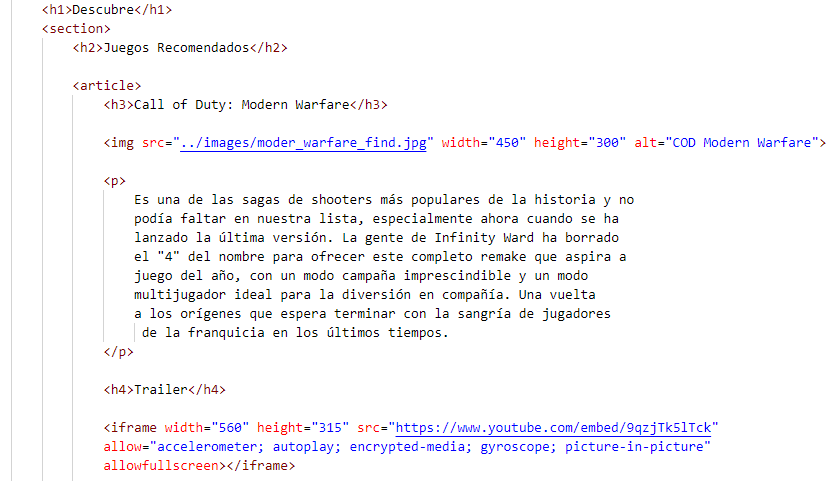 <h1>Descubre</h1>
<section>
<h2>Juegos Recomendados</h2>
<article>
<h3>Call of Duty: Modern Warfare</h3>
<img src="../images/moder_warfare_find.jpg" width="450" height="300" alt="COD Modern Warfare">
<p>
Es una de las sagas de shooters más populares de la historia y no
podía faltar en nuestra lista, especialmente ahora cuando se ha
lanzado la última versión. La gente de Infinity Ward ha borrado
el "4" del nombre para ofrecer este completo remake que aspira a
juego del año, con un modo campaña imprescindible y un modo
multijugador ideal para la diversión en compañía. Una vuelta
a los orígenes que espera terminar con la sangría de jugadores
de la franquicia en los últimos tiempos.
</p>
<h4>Trailer</h4>
<iframe width="560" height="315" src="https://www.youtube.com/embed/9qzjTk5lTck"
allow="accelerometer; autoplay; encrypted-media; gyroscope; picture-in-picture"
allowfullscreen></iframe>